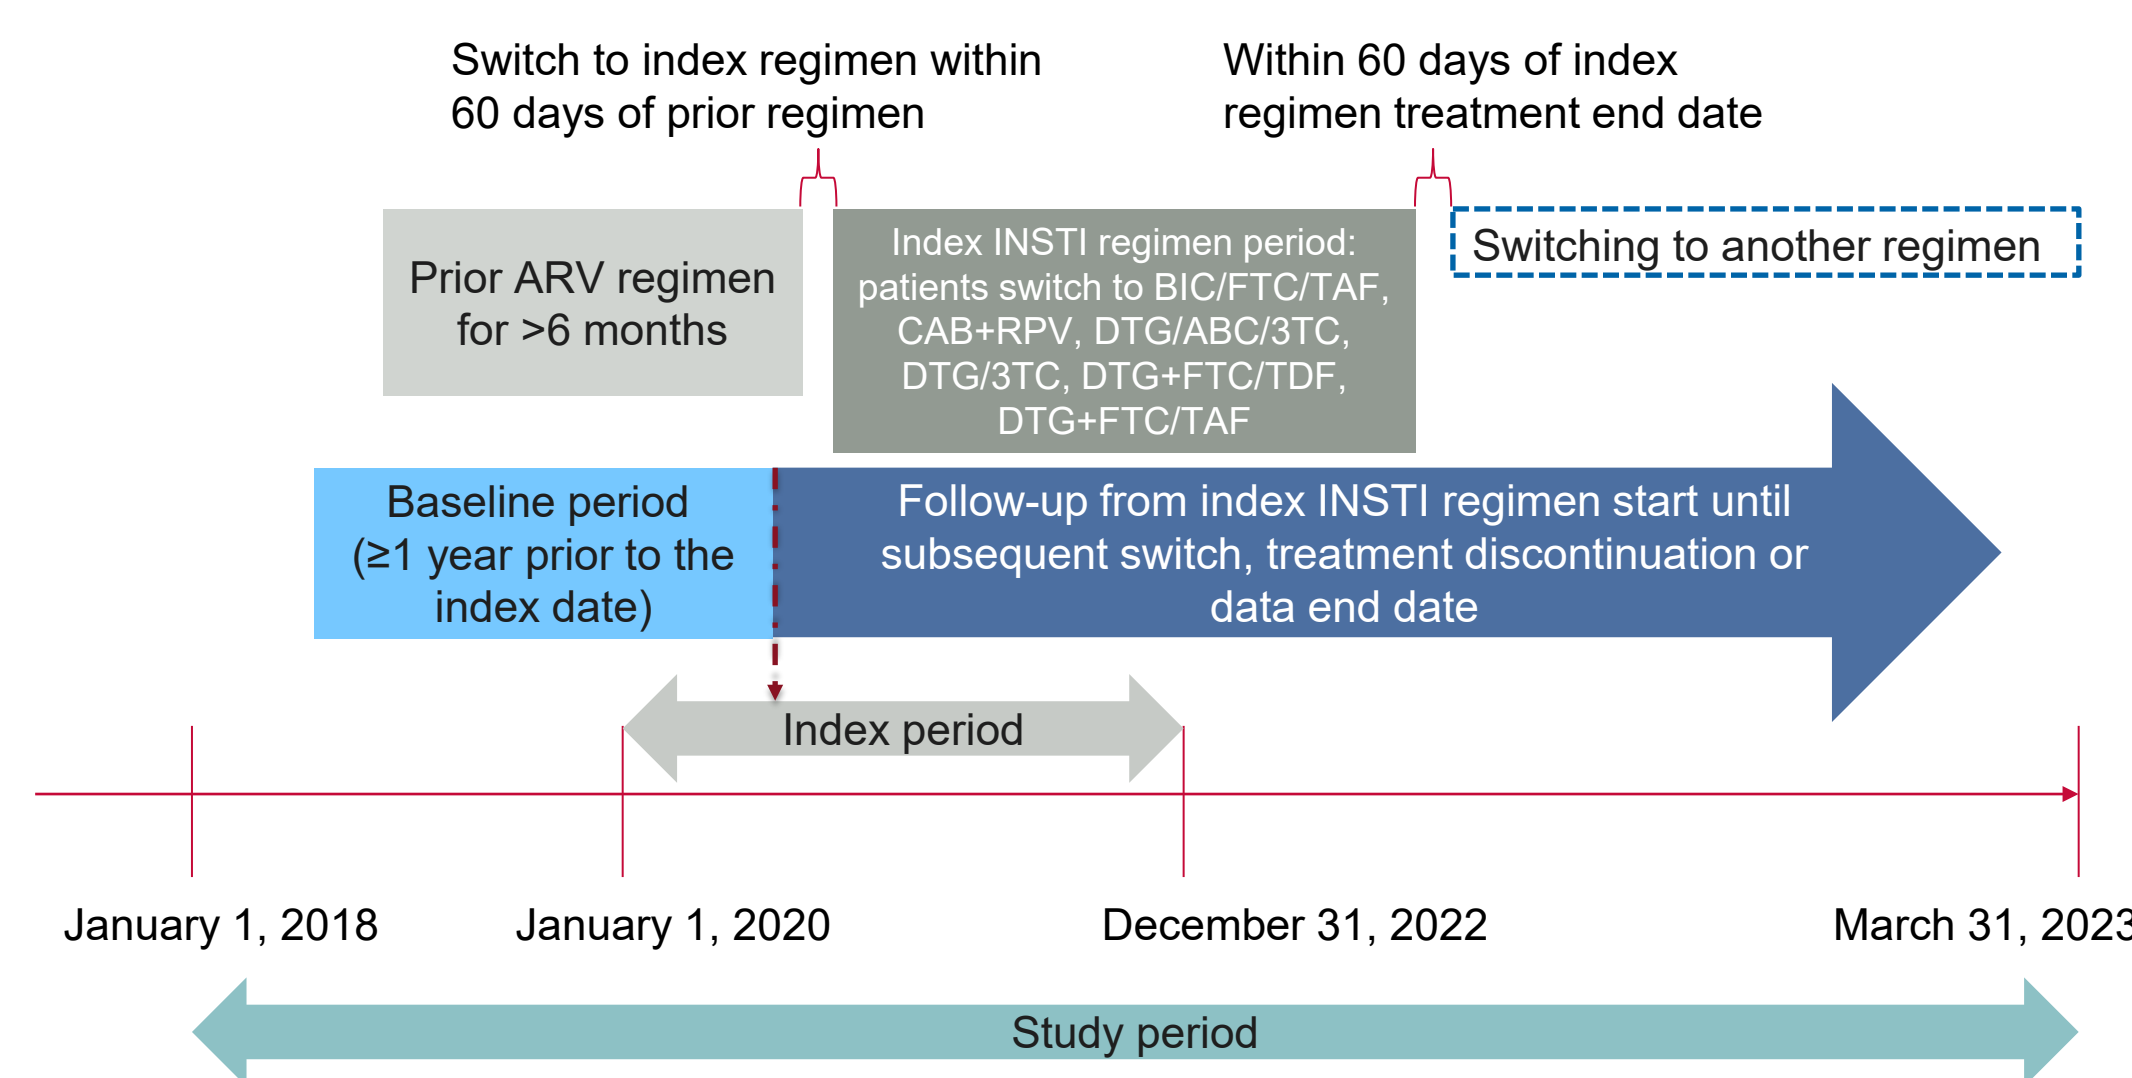 Switch to index regimen within
60 days of prior regimen
Within 60 days of index
regimen treatment end date
Prior ARV regimen
for >6 months
Index INSTI regimen period:
patients switch to BIC/FTC/TAF,
CAB+RPV, DTG/ABC/3TC,
DTG/3TC, DTG+FTC/TDF,
DTG+FTC/TAF
Switching to another regimen
Baseline period
(≥1 year prior to the
index date)
Follow-up from index INSTI regimen start until
subsequent switch, treatment discontinuation or
data end date
Index period
January 1, 2018
January 1, 2020
December 31, 2022
March 31, 2023
Study period